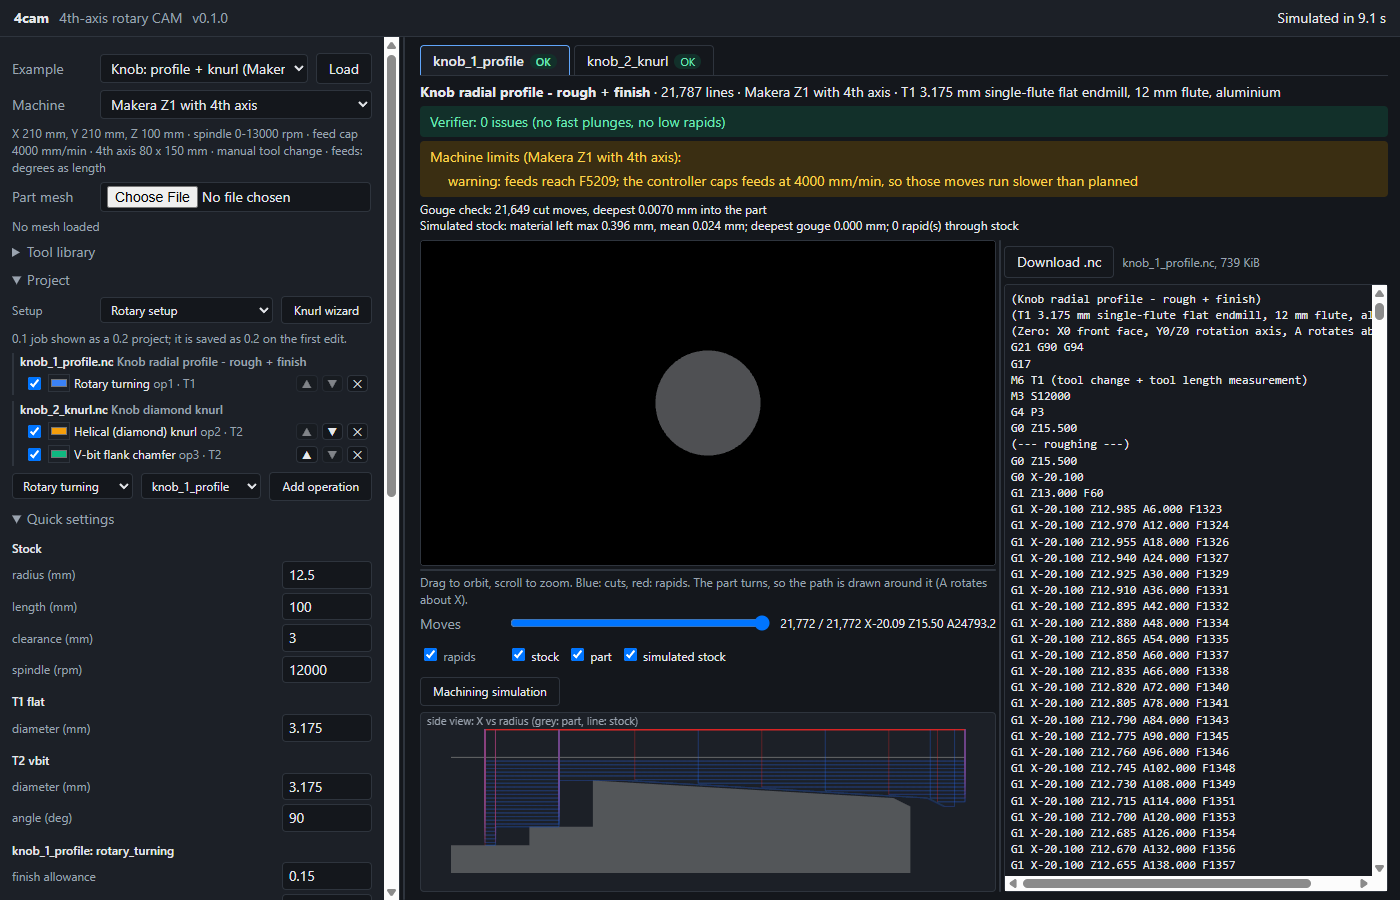 4cam 4th-axis rotary CAM v0.1.0
Simulated in 9.1 s
Example Knob: profile + knurl (Maker Load
Machine Makera Z1 with 4th axis
X 210 mm, Y 210 mm, Z 100 mm · spindle 0-13000 rpm · feed cap
4000 mm/min · 4th axis 80 x 150 mm · manual tool change · feeds:
degrees as length
Part mesh Choose File No file chosen
No mesh loaded
Tool library
Project
Setup Rotary setup Knurl wizard
0.1 job shown as a 0.2 project; it is saved as 0.2 on the first edit.
knob_1_profile.nc Knob radial profile - rough + finish
Rotary turning op1 · T1
knob_2_knurl.nc Knob diamond knurl
Helical (diamond) knurl op2 · T2
V-bit flank chamfer op3 · T2
Rotary turning knob_1_profile Add operation
Quick settings
Stock
radius (mm) 12.5
length (mm) 100
clearance (mm) 3
spindle (rpm) 12000
T1 flat
diameter (mm) 3.175
T2 vbit
diameter (mm) 3.175
angle (deg) 90
knob_1_profile: rotary_turning
finish allowance 0.15
knob_1_profile OK knob_2_knurl OK
Knob radial profile - rough + finish · 21,787 lines · Makera Z1 with 4th axis · T1 3.175 mm single-flute flat endmill, 12 mm flute, aluminium
Verifier: 0 issues (no fast plunges, no low rapids)
Machine limits (Makera Z1 with 4th axis):
warning: feeds reach F5209; the controller caps feeds at 4000 mm/min, so those moves run slower than planned
Gouge check: 21,649 cut moves, deepest 0.0070 mm into the part
Simulated stock: material left max 0.396 mm, mean 0.024 mm; deepest gouge 0.000 mm; 0 rapid(s) through stock
Drag to orbit, scroll to zoom. Blue: cuts, red: rapids. The part turns, so the path is drawn around it (A rotates
about X).
Moves 21,772 / 21,772 X-20.09 Z15.50 A24793.2
rapids stock part simulated stock
Machining simulation
side view: X vs radius (grey: part, line: stock)
Download .nc knob_1_profile.nc, 739 KiB
(Knob radial profile - rough + finish)
(T1 3.175 mm single-flute flat endmill, 12 mm flute, al
(Zero: X0 front face, Y0/Z0 rotation axis, A rotates ab
G21 G90 G94
G17
M6 T1 (tool change + tool length measurement)
M3 S12000
G4 P3
G0 Z15.500
(--- roughing ---)
G0 Z15.500
G0 X-20.100
G1 Z13.000 F60
G1 X-20.100 Z12.985 A6.000 F1323
G1 X-20.100 Z12.970 A12.000 F1324
G1 X-20.100 Z12.955 A18.000 F1326
G1 X-20.100 Z12.940 A24.000 F1327
G1 X-20.100 Z12.925 A30.000 F1329
G1 X-20.100 Z12.910 A36.000 F1331
G1 X-20.100 Z12.895 A42.000 F1332
G1 X-20.100 Z12.880 A48.000 F1334
G1 X-20.100 Z12.865 A54.000 F1335
G1 X-20.100 Z12.850 A60.000 F1337
G1 X-20.100 Z12.835 A66.000 F1338
G1 X-20.100 Z12.820 A72.000 F1340
G1 X-20.100 Z12.805 A78.000 F1341
G1 X-20.100 Z12.790 A84.000 F1343
G1 X-20.100 Z12.775 A90.000 F1345
G1 X-20.100 Z12.760 A96.000 F1346
G1 X-20.100 Z12.745 A102.000 F1348
G1 X-20.100 Z12.730 A108.000 F1349
G1 X-20.100 Z12.715 A114.000 F1351
G1 X-20.100 Z12.700 A120.000 F1353
G1 X-20.100 Z12.685 A126.000 F1354
G1 X-20.100 Z12.670 A132.000 F1356
G1 X-20.100 Z12.655 A138.000 F1357